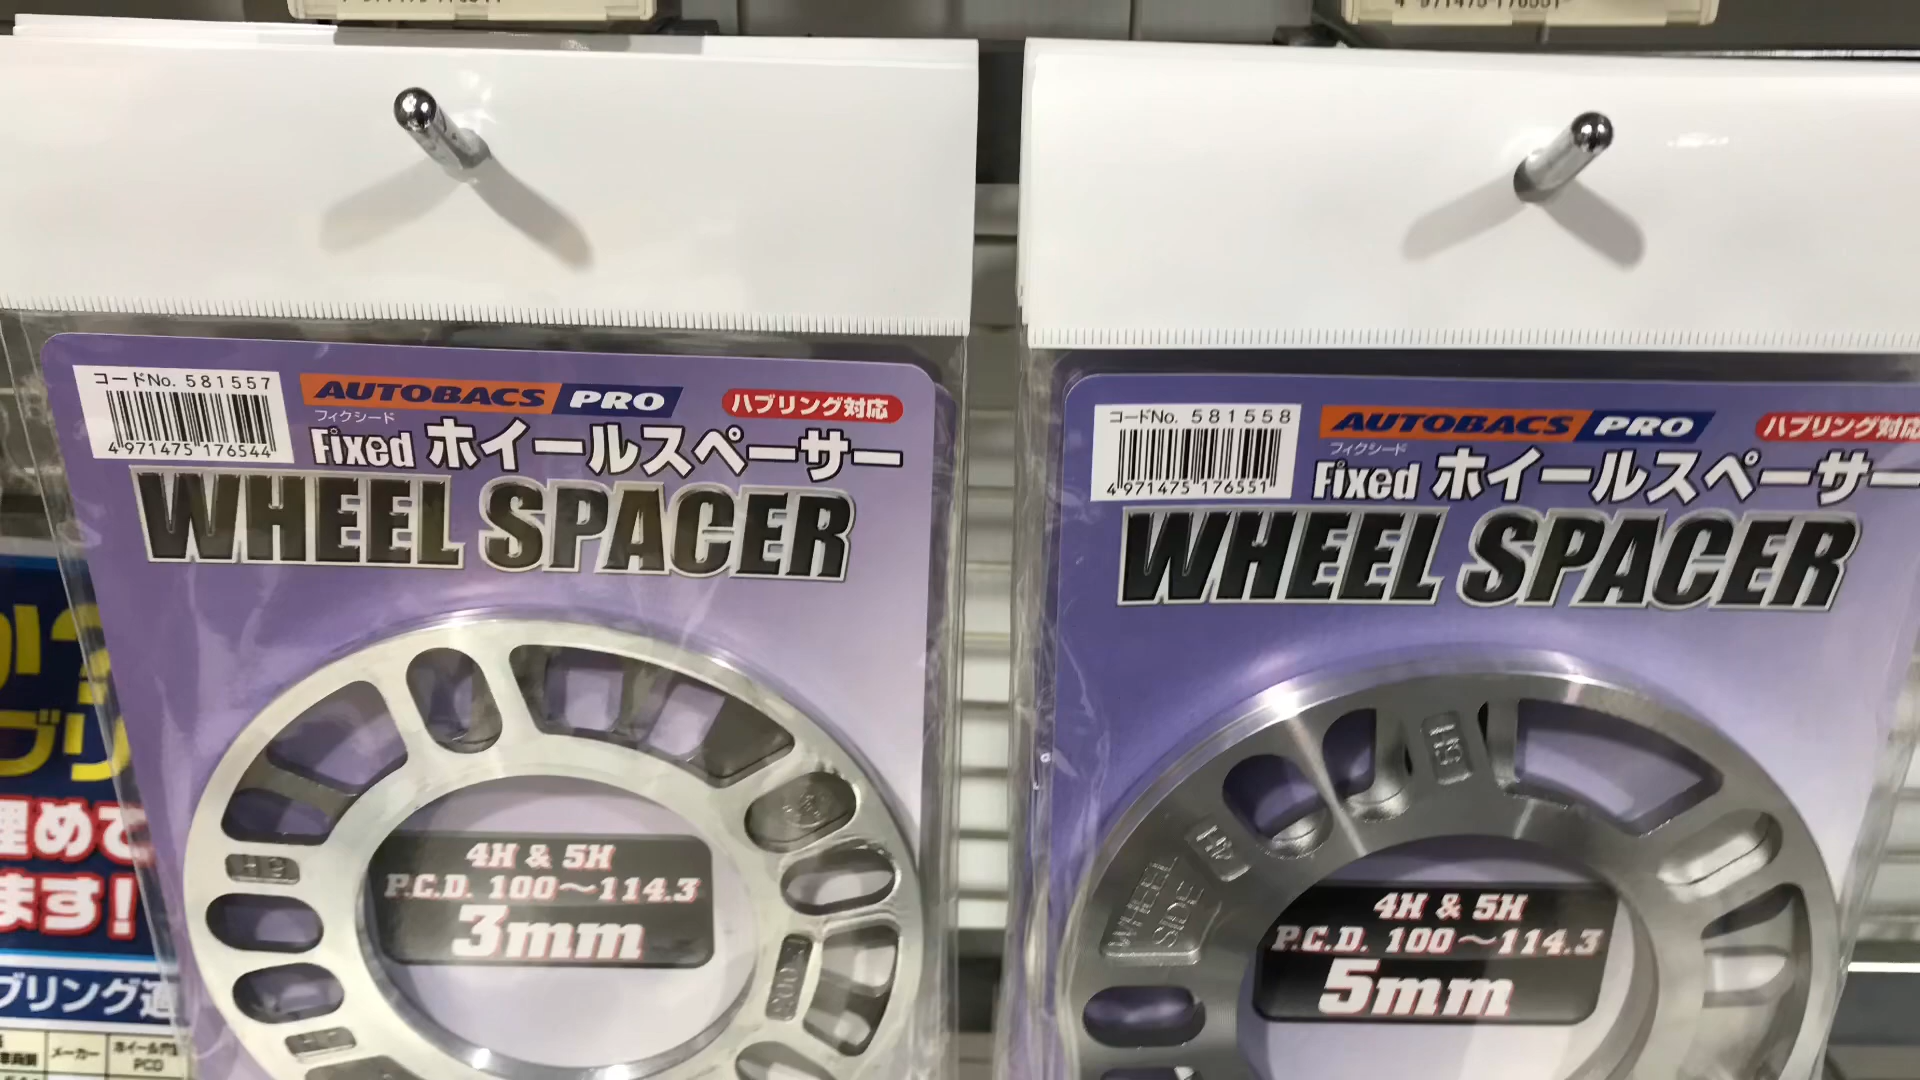 コードNo. 581557
4 971475 176544
AUTOBACS PRO
ハブリング対応
フィクシード
Fixed ホイールスペーサー
WHEEL SPACER
4H & 5H
P.C.D. 100～114.3
3mm
コードNo. 581558
4 971475 176551
AUTOBACS PRO
ハブリング対応
フィクシード
Fixed ホイールスペーサー
WHEEL SPACER
WHEEL
SIDE
4H & 5H
P.C.D. 100～114.3
5mm
埋めて
ます!
ブリング適
メーカー
PCD